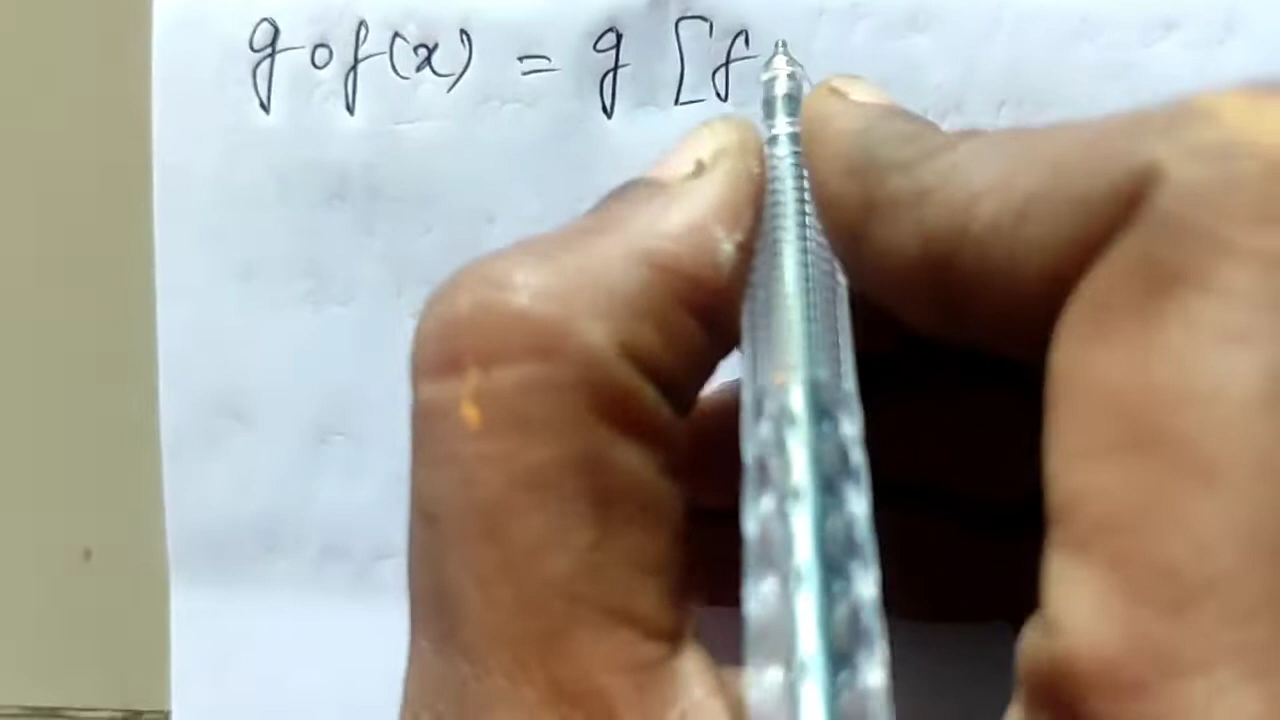 gof(x) = g [f